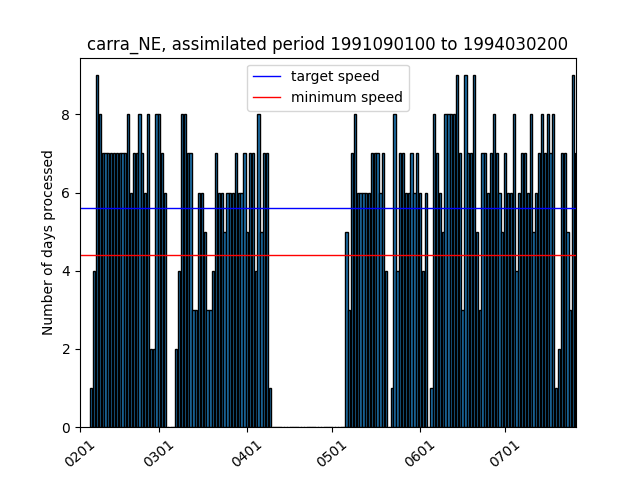 carra_NE, assimilated period 1991090100 to 1994030200
target speed
minimum speed
Number of days processed
8
6
4
2
0
0201
0301
0401
0501
0601
0701